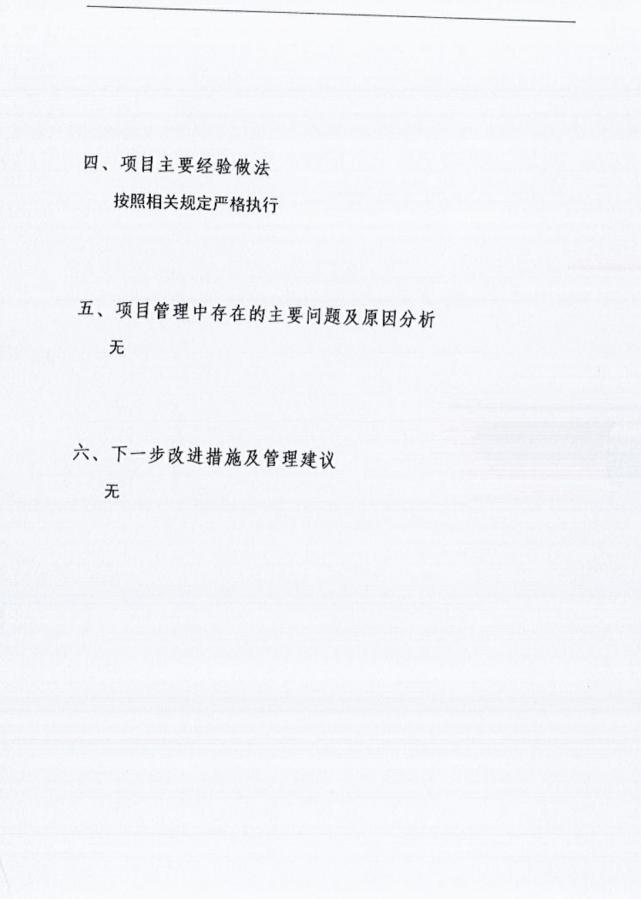 四、项目主要经验做法
按照相关规定严格执行
五、项目管理中存在的主要问题及原因分析
无
六、下一步改进措施及管理建议
无